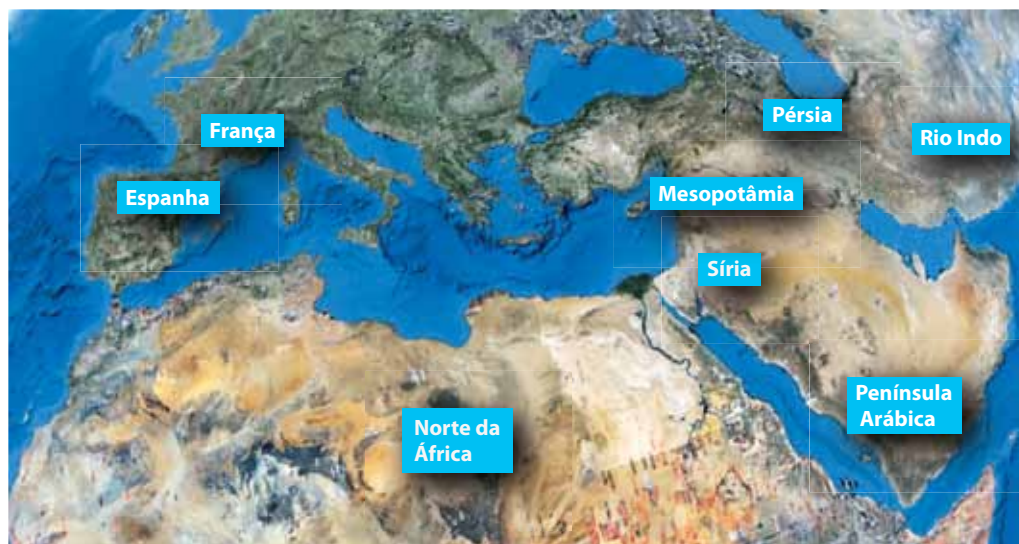 França
Espanha
Pérsia
Rio Indo
Mesopotâmia
Síria
Península
Arábica
Norte da
África